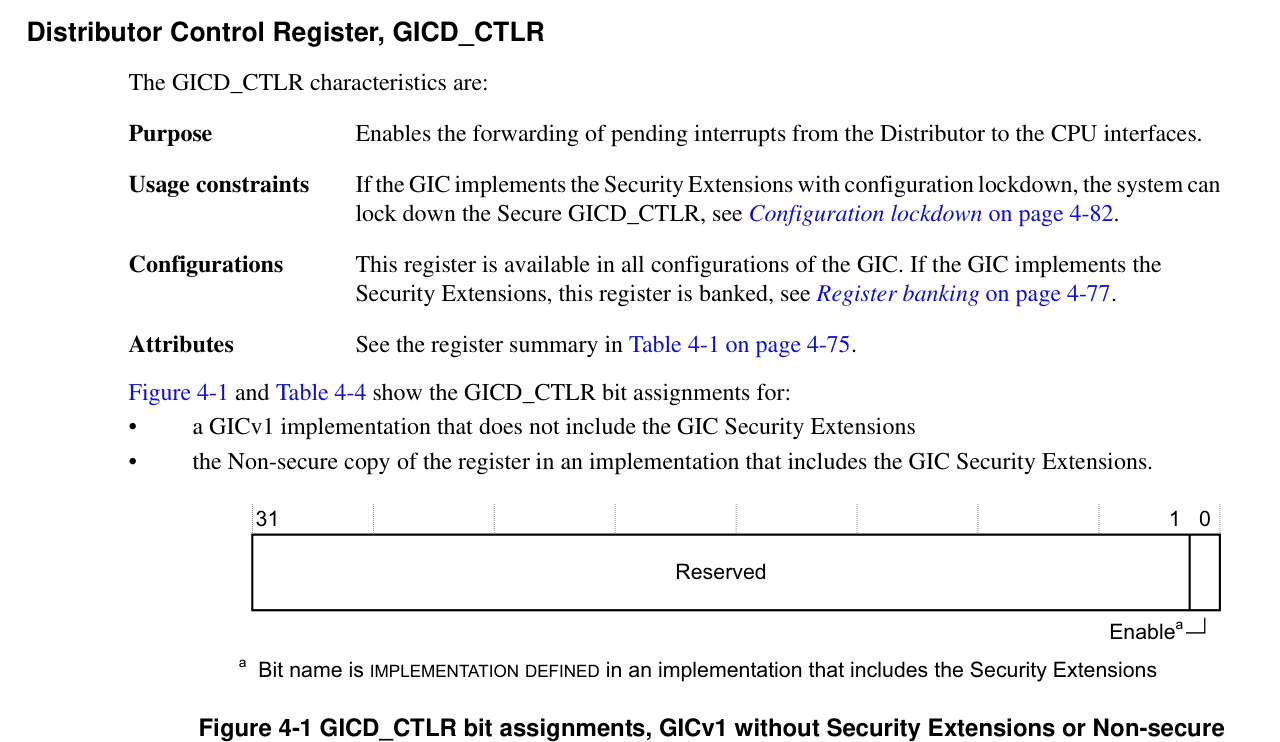 Distributor Control Register, GICD_CTLR
The GICD_CTLR characteristics are:
Purpose Enables the forwarding of pending interrupts from the Distributor to the CPU interfaces.
Usage constraints If the GIC implements the Security Extensions with configuration lockdown, the system can
lock down the Secure GICD_CTLR, see Configuration lockdown on page 4-82.
Configurations This register is available in all configurations of the GIC. If the GIC implements the
Security Extensions, this register is banked, see Register banking on page 4-77.
Attributes See the register summary in Table 4-1 on page 4-75.
Figure 4-1 and Table 4-4 show the GICD_CTLR bit assignments for:
• a GICv1 implementation that does not include the GIC Security Extensions
• the Non-secure copy of the register in an implementation that includes the GIC Security Extensions.
31 1 0
Reserved
Enableᵃ
ᵃ Bit name is IMPLEMENTATION DEFINED in an implementation that includes the Security Extensions
Figure 4-1 GICD_CTLR bit assignments, GICv1 without Security Extensions or Non-secure